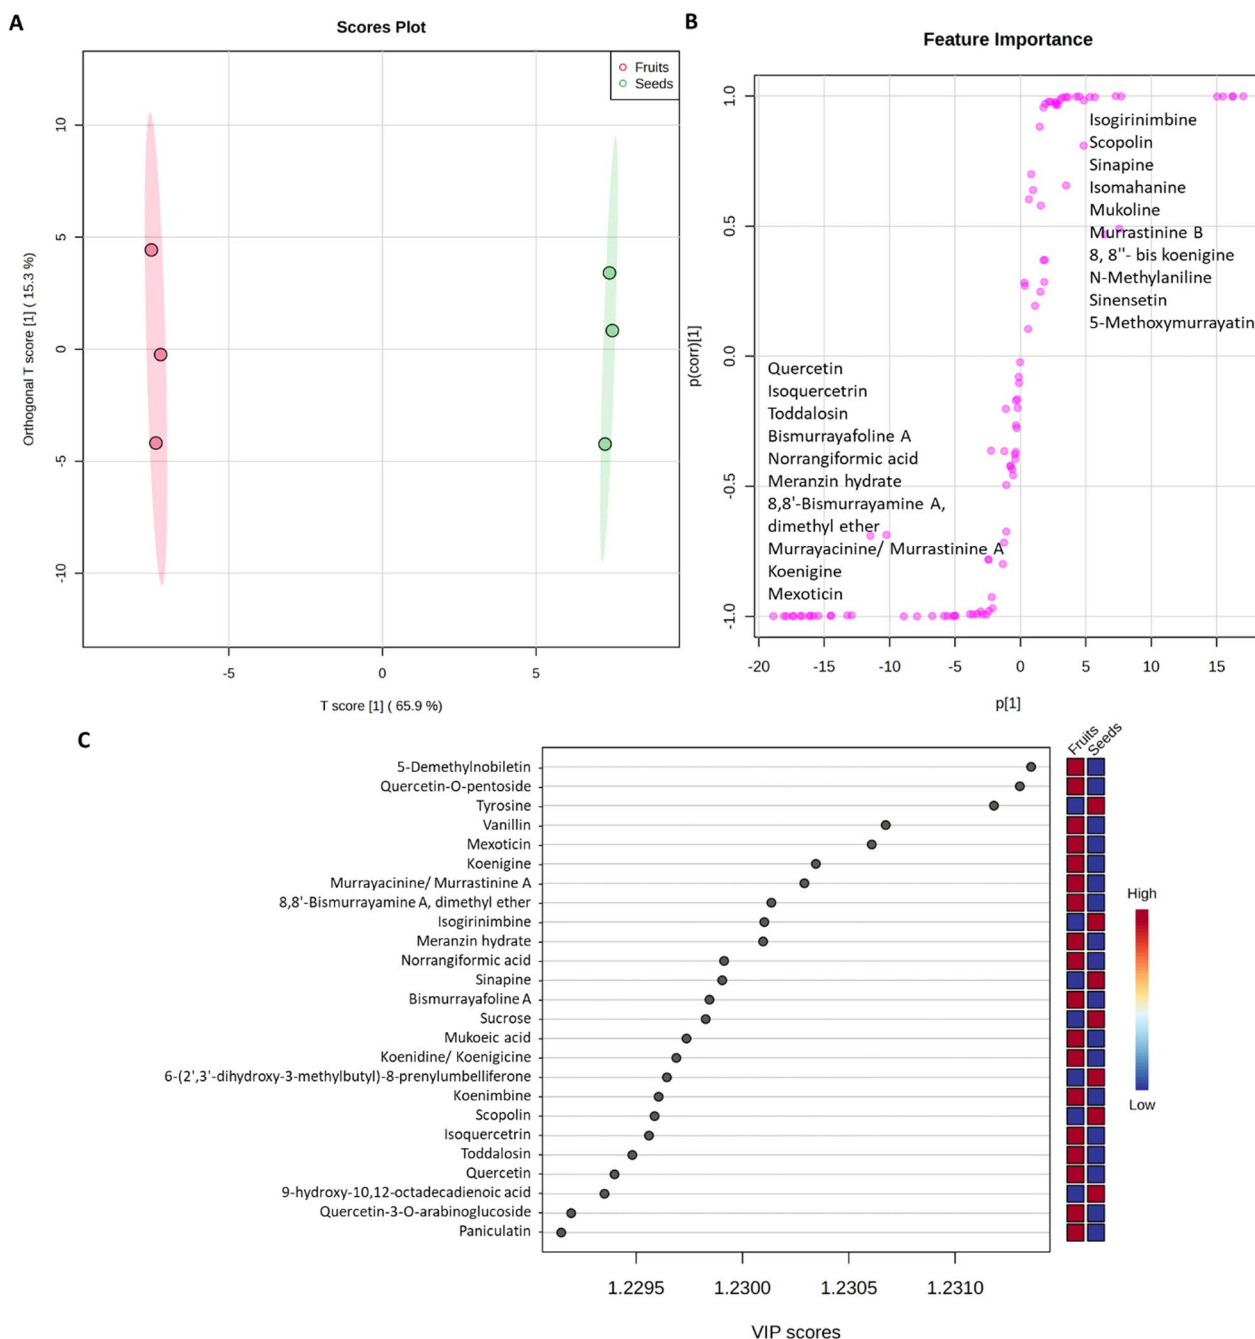 A
Scores Plot
Fruits
Seeds
Orthogonal T score [1] ( 15.3 %)
10
5
0
-5
-10
-5
0
5
T score [1] ( 65.9 %)
B
Feature Importance
p(corr)[1]
1.0
0.5
0.0
-0.5
-1.0
Isogirinimbine
Scopolin
Sinapine
Isomahanine
Mukoline
Murrastinine B
8, 8''- bis koenigine
N-Methylaniline
Sinensetin
5-Methoxymurrayatin
Quercetin
Isoquercetrin
Toddalosin
Bismurrayafoline A
Norrangiformic acid
Meranzin hydrate
8,8'-Bismurrayamine A,
dimethyl ether
Murrayacinine/ Murrastinine A
Koenigine
Mexoticin
-20
-15
-10
-5
0
5
10
15
p[1]
C
Fruits
Seeds
5-Demethylnobiletin
Quercetin-O-pentoside
Tyrosine
Vanillin
Mexoticin
Koenigine
Murrayacinine/ Murrastinine A
8,8'-Bismurrayamine A, dimethyl ether
Isogirinimbine
Meranzin hydrate
Norrangiformic acid
Sinapine
Bismurrayafoline A
Sucrose
Mukoeic acid
Koenidine/ Koenigicine
6-(2',3'-dihydroxy-3-methylbutyl)-8-prenylumbelliferone
Koenimbine
Scopolin
Isoquercetrin
Toddalosin
Quercetin
9-hydroxy-10,12-octadecadienoic acid
Quercetin-3-O-arabinoglucoside
Paniculatin
High
Low
1.2295
1.2300
1.2305
1.2310
VIP scores